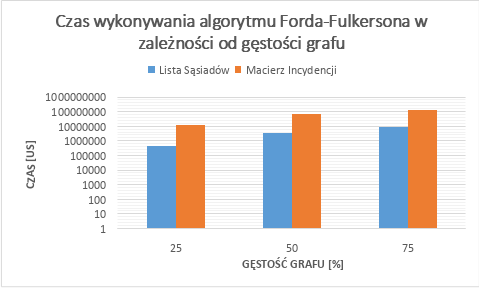 Czas wykonywania algorytmu Forda-Fulkersona w
zależności od gęstości grafu
Lista Sąsiadów Macierz Incydencji
1000000000
100000000
10000000
1000000
100000
10000
1000
100
10
1
CZAS [US]
25 50 75
GĘSTOŚĆ GRAFU [%]